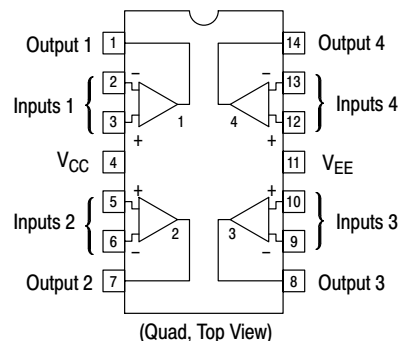 Output 1 1 14 Output 4
2 − − 13
Inputs 1 Inputs 4
3 1 4 12
+ +
VCC 4 11 VEE
+ +
5 10
Inputs 2 2 3 Inputs 3
6 − − 9
Output 2 7 8 Output 3
(Quad, Top View)